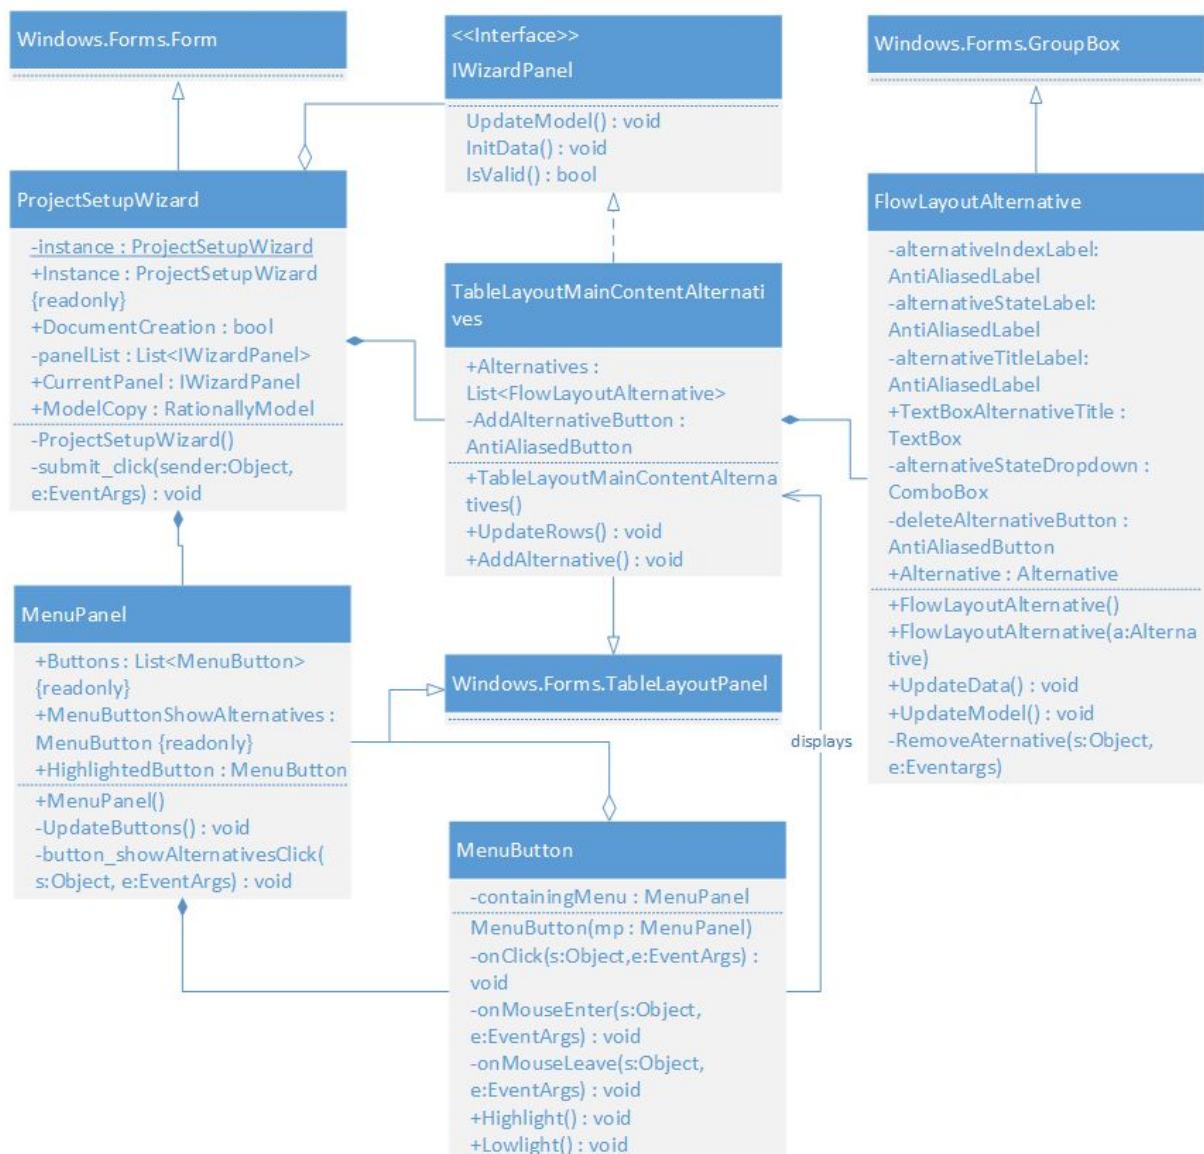 Windows.Forms.Form
<<Interface>>
IWizardPanel
UpdateModel() : void
InitData() : void
IsValid() : bool
Windows.Forms.GroupBox
ProjectSetupWizard
-instance : ProjectSetupWizard
+Instance : ProjectSetupWizard
{readonly}
+DocumentCreation : bool
-panelList : List<IWizardPanel>
+CurrentPanel : IWizardPanel
+ModelCopy : RationallyModel
-ProjectSetupWizard()
-submit_click(sender:Object,
e:EventArgs) : void
TableLayoutMainContentAlternati
ves
+Alternatives :
List<FlowLayoutAlternative>
-AddAlternativeButton :
AntiAliasedButton
+TableLayoutMainContentAlterna
tives()
+UpdateRows() : void
+AddAlternative() : void
FlowLayoutAlternative
-alternativeIndexLabel:
AntiAliasedLabel
-alternativeStateLabel:
AntiAliasedLabel
-alternativeTitleLabel:
AntiAliasedLabel
+TextBoxAlternativeTitle :
TextBox
-alternativeStateDropdown :
ComboBox
-deleteAlternativeButton :
AntiAliasedButton
+Alternative : Alternative
+FlowLayoutAlternative()
+FlowLayoutAlternative(a:Alterna
tive)
+UpdateData() : void
+UpdateModel() : void
-RemoveAternative(s:Object,
e:Eventargs)
MenuPanel
+Buttons : List<MenuButton>
{readonly}
+MenuButtonShowAlternatives :
MenuButton {readonly}
+HighlightedButton : MenuButton
+MenuPanel()
-UpdateButtons() : void
-button_showAlternativesClick(
s:Object, e:EventArgs) : void
Windows.Forms.TableLayoutPanel
displays
MenuButton
-containingMenu : MenuPanel
MenuButton(mp : MenuPanel)
-onClick(s:Object,e:EventArgs) :
void
-onMouseEnter(s:Object,
e:EventArgs) : void
-onMouseLeave(s:Object,
e:EventArgs) : void
+Highlight() : void
+Lowlight() : void